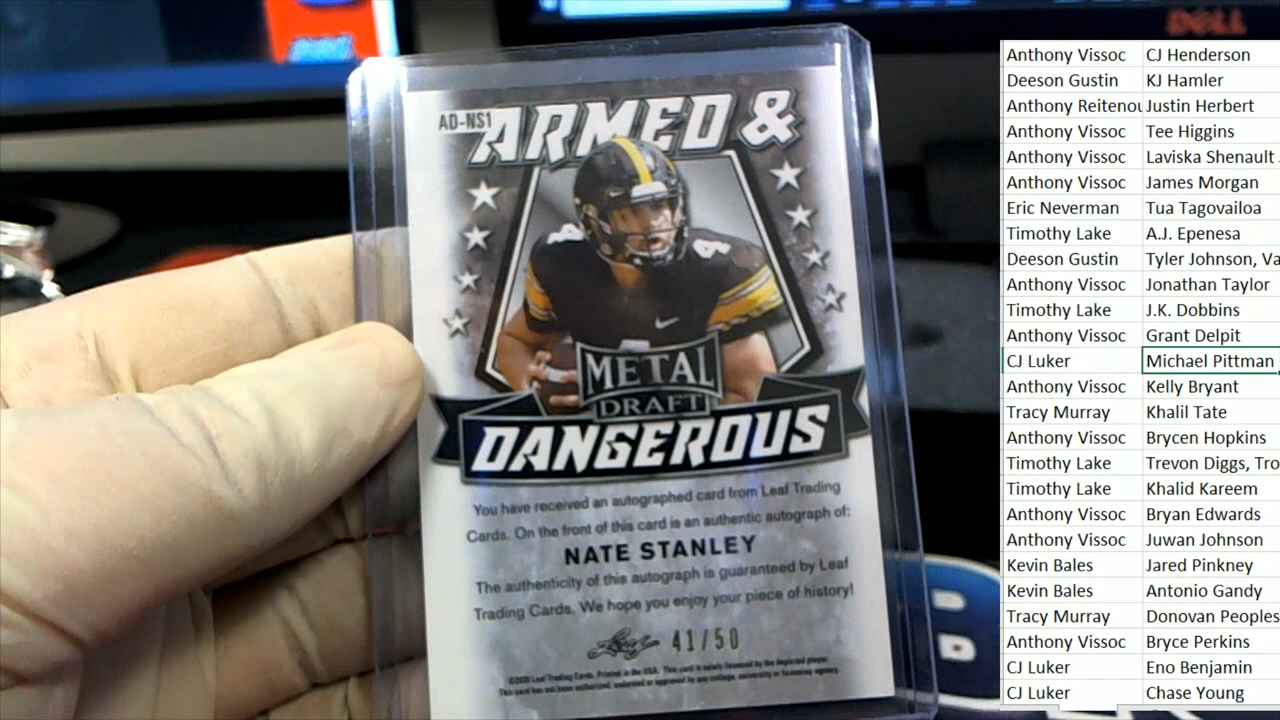 DELL
AD-NS1
ARMED &
4
METAL
DRAFT
DANGEROUS
You have received an autographed card from Leaf Trading
Cards. On the front of this card is an authentic autograph of:
NATE STANLEY
The authenticity of this autograph is guaranteed by Leaf
Trading Cards. We hope you enjoy your piece of history!
Leaf 41/50
©2020 Leaf Trading Cards. Printed in the USA. This card is solely licensed by the depicted player.
This card has not been authorized, endorsed or approved by any college, university or licensing agency.
B
Anthony Vissoc CJ Henderson
Deeson Gustin KJ Hamler
Anthony Reitenou Justin Herbert
Anthony Vissoc Tee Higgins
Anthony Vissoc Laviska Shenault
Anthony Vissoc James Morgan
Eric Neverman Tua Tagovailoa
Timothy Lake A.J. Epenesa
Deeson Gustin Tyler Johnson, Va
Anthony Vissoc Jonathan Taylor
Timothy Lake J.K. Dobbins
Anthony Vissoc Grant Delpit
CJ Luker Michael Pittman
Anthony Vissoc Kelly Bryant
Tracy Murray Khalil Tate
Anthony Vissoc Brycen Hopkins
Timothy Lake Trevon Diggs, Tro
Timothy Lake Khalid Kareem
Anthony Vissoc Bryan Edwards
Anthony Vissoc Juwan Johnson
Kevin Bales Jared Pinkney
Kevin Bales Antonio Gandy
Tracy Murray Donovan Peoples
Anthony Vissoc Bryce Perkins
CJ Luker Eno Benjamin
CJ Luker Chase Young